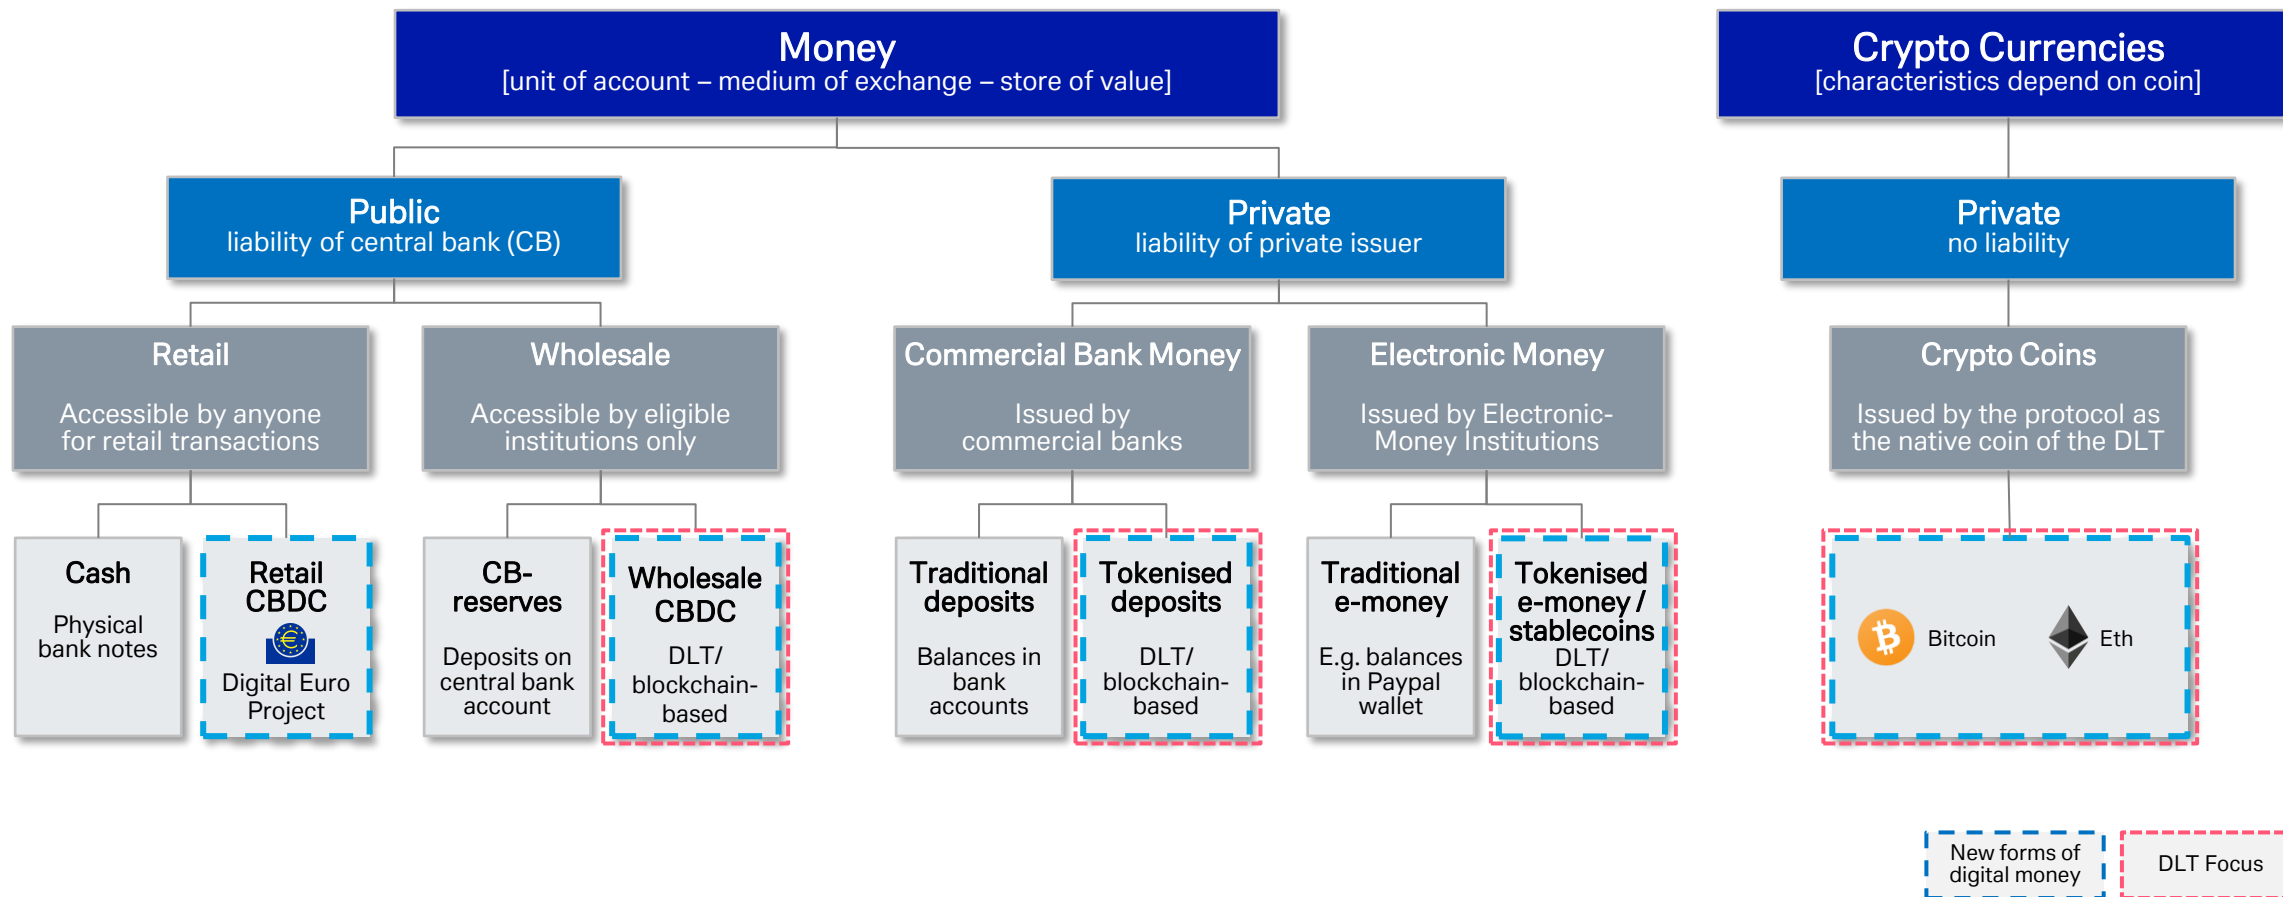 Money
[unit of account – medium of exchange – store of value]
Crypto Currencies
[characteristics depend on coin]
Public
liability of central bank (CB)
Private
liability of private issuer
Private
no liability
Retail
Accessible by anyone
for retail transactions
Wholesale
Accessible by eligible
institutions only
Commercial Bank Money
Issued by
commercial banks
Electronic Money
Issued by Electronic-
Money Institutions
Crypto Coins
Issued by the protocol as
the native coin of the DLT
Cash
Physical
bank notes
Retail
CBDC
€
Digital Euro
Project
CB-
reserves
Deposits on
central bank
account
Wholesale
CBDC
DLT/
blockchain-
based
Traditional
deposits
Balances in
bank
accounts
Tokenised
deposits
DLT/
blockchain-
based
Traditional
e-money
E.g. balances
in Paypal
wallet
Tokenised
e-money /
stablecoins
DLT/
blockchain-
based
₿
Bitcoin
Eth
New forms of
digital money
DLT Focus